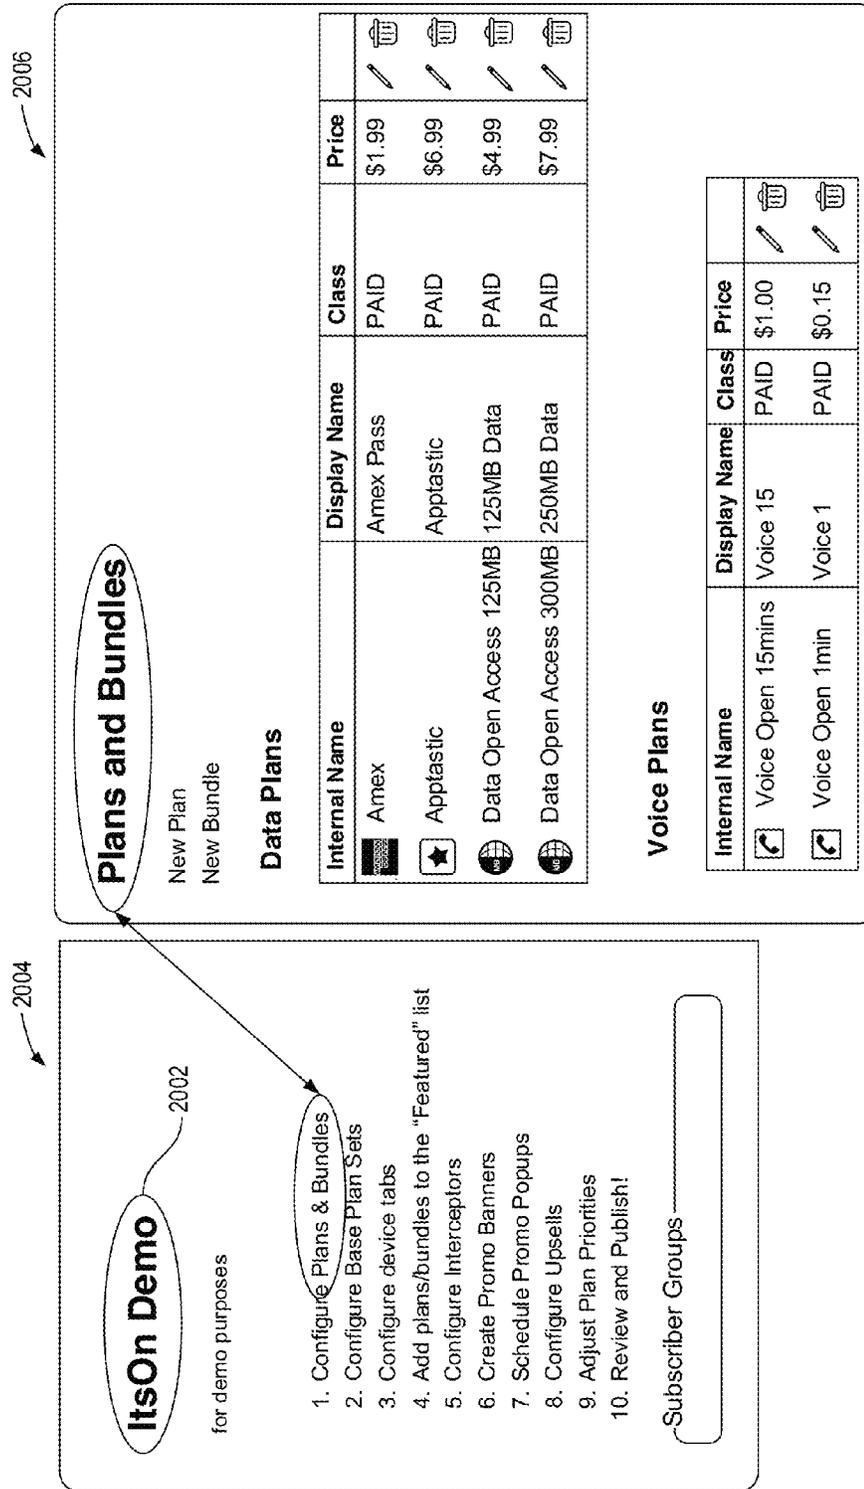 2004
ItsOn Demo
2002
for demo purposes
1. Configure Plans & Bundles
2. Configure Base Plan Sets
3. Configure device tabs
4. Add plans/bundles to the “Featured” list
5. Configure Interceptors
6. Create Promo Banners
7. Schedule Promo Popups
8. Configure Upsells
9. Adjust Plan Priorities
10. Review and Publish!
Subscriber Groups
2006
Plans and Bundles
New Plan
New Bundle
Data Plans
Internal Name Display Name Class Price
Amex Amex Pass PAID $1.99
Apptastic Apptastic PAID $6.99
Data Open Access 125MB 125MB Data PAID $4.99
Data Open Access 300MB 250MB Data PAID $7.99
Voice Plans
Internal Name Display Name Class Price
Voice Open 15mins Voice 15 PAID $1.00
Voice Open 1min Voice 1 PAID $0.15